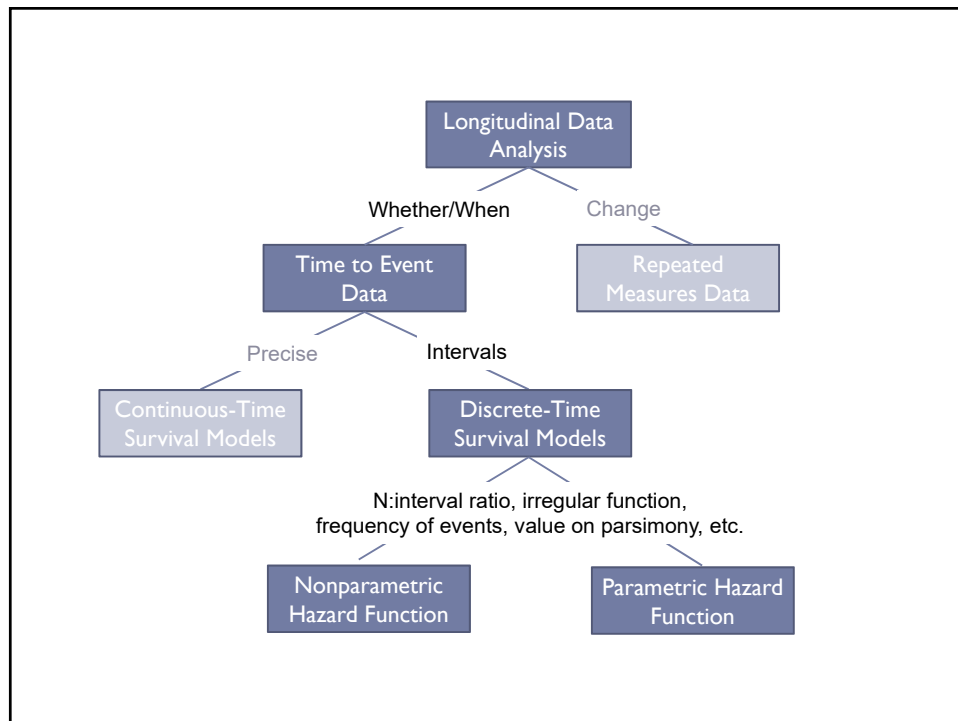 Longitudinal Data
Analysis
Whether/When
Change
Time to Event
Data
Repeated
Measures Data
Precise
Intervals
Continuous-Time
Survival Models
Discrete-Time
Survival Models
N:interval ratio, irregular function,
frequency of events, value on parsimony, etc.
Nonparametric
Hazard Function
Parametric Hazard
Function